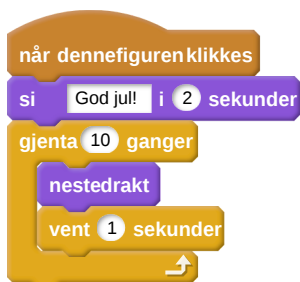 når dennefiguren klikkes
si God jul! i 2 sekunder
gjenta 10 ganger
nestedrakt
vent 1 sekunder